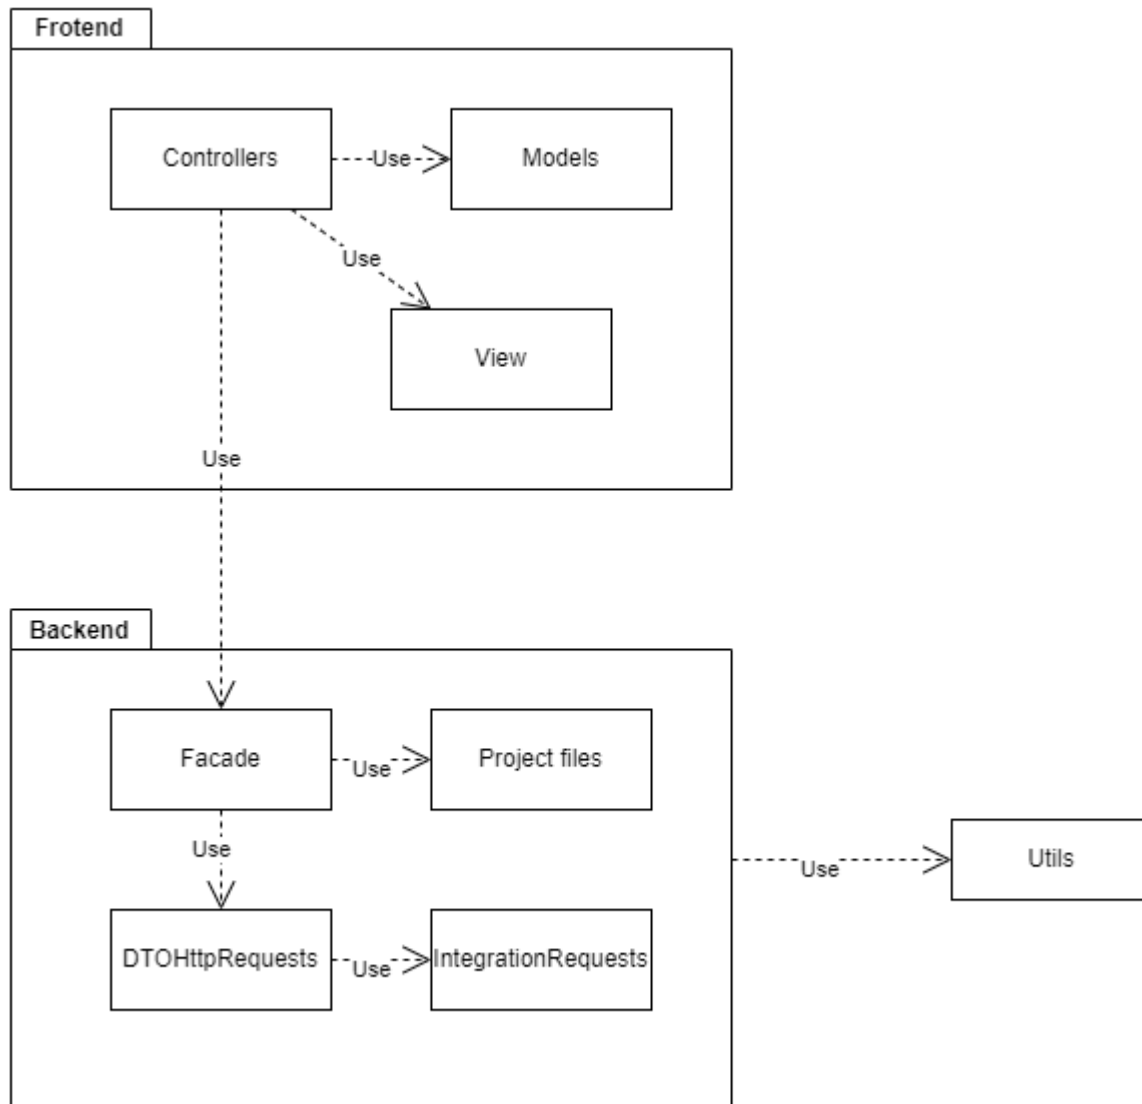 Frotend
Controllers
Use
Models
Use
View
Use
Backend
Facade
Use
Project files
Use
Use
Utils
DTOHttpRequests
Use
IntegrationRequests